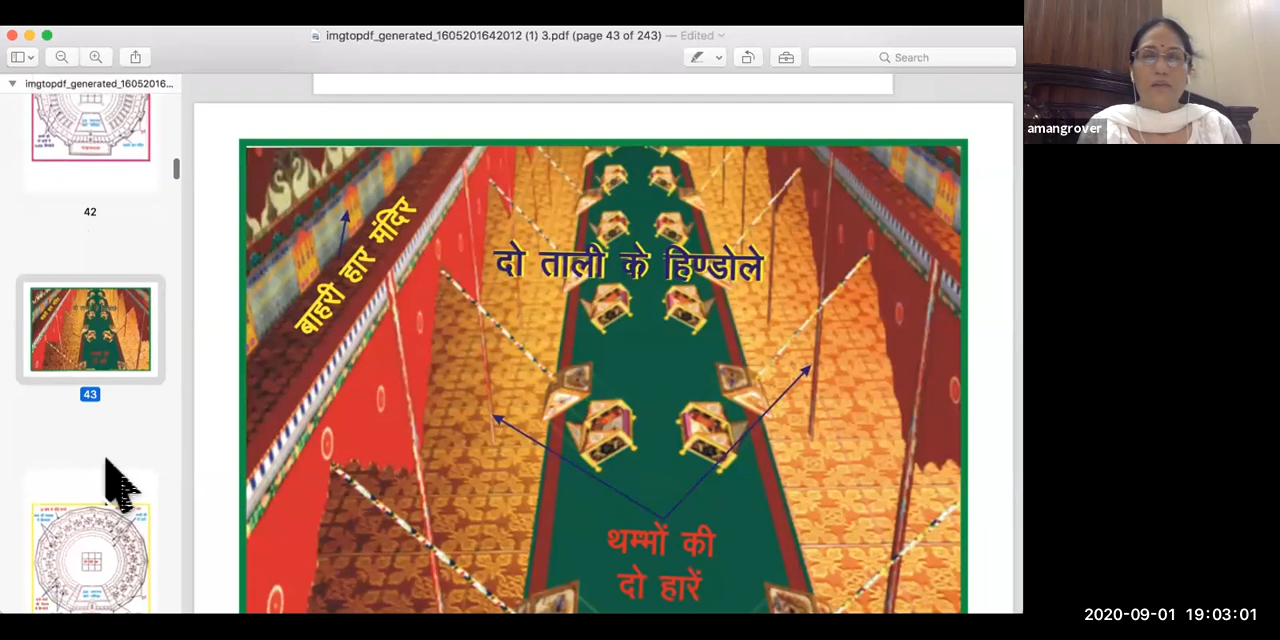 imgtopdf_generated_1605201642012 (1) 3.pdf (page 43 of 243) — Edited
Search
imgtopdf_generated_16052016...
amangrover
42
43
बाहरी हार मंदिर
दो ताली के हिण्डोले
थम्भों की
दो हारें
2020-09-01 19:03:01